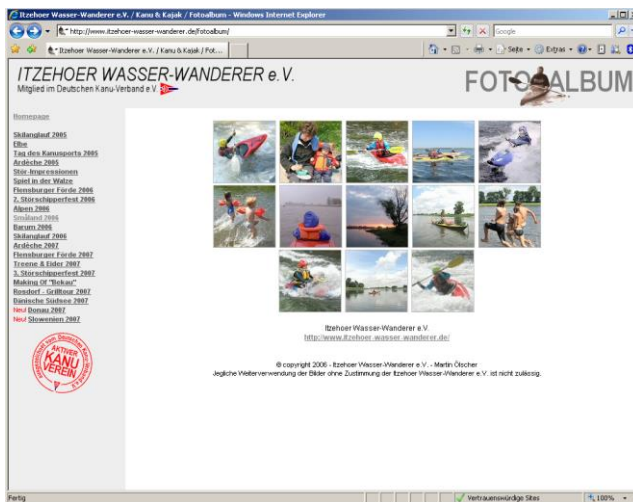 Itzehoer Wasser-Wanderer e.V. / Kanu & Kajak / Fotoalbum - Windows Internet Explorer
http://www.itzehoer-wasser-wanderer.de/fotoalbum/
Google
Itzehoer Wasser-Wanderer e.V. / Kanu & Kajak / Fot...
Seite
Extras
ITZEHOER WASSER-WANDERER e.V.
Mitglied im Deutschen Kanu-Verband e.V.
FOTOALBUM
Homepage
Skilanglauf 2005
Elbe
Tag des Kanusports 2005
Ardèche 2005
Stör-Impressionen
Spiel in der Walze
Flensburger Förde 2006
2. Störschipperfest 2006
Alpen 2006
Småland 2006
Barum 2006
Skilanglauf 2006
Ardèche 2007
Flensburger Förde 2007
Treene & Eider 2007
3. Störschipperfest 2007
Making Of "Bekau"
Rosdorf - Grilltour 2007
Dänische Südsee 2007
Neu! Donau 2007
Neu! Slowenien 2007
AKTIVER
KANU
VEREIN
Itzehoer Wasser-Wanderer e.V.
http://www.itzehoer-wasser-wanderer.de/
© copyright 2006 - Itzehoer Wasser-Wanderer e.V. - Martin Ölscher
Jegliche Weiterverwendung der Bilder ohne Zustimmung der Itzehoer Wasser-Wanderer e.V. ist nicht zulässig.
Fertig
Vertrauenswürdige Sites
100%